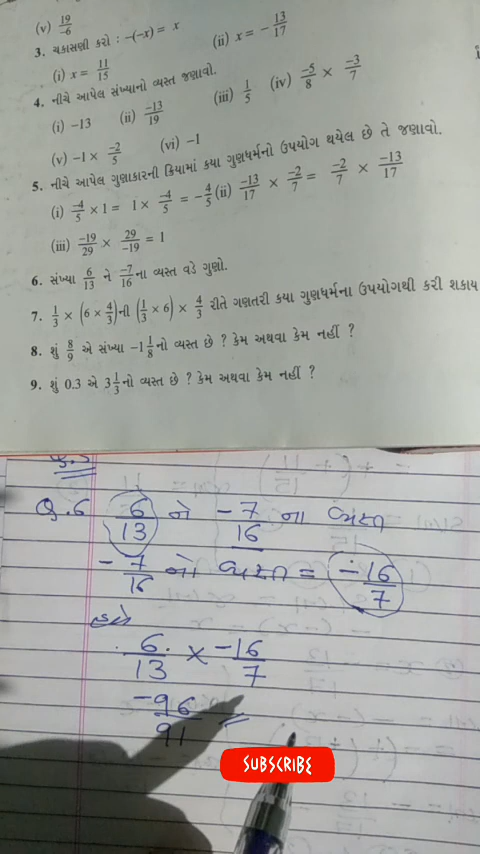 (v) 19/-6
3. ચકાસણી કરો : -(-x) = x
(i) x = 11/15 (ii) x = -13/17
4. નીચે આપેલ સંખ્યાનો વ્યસ્ત જણાવો.
(i) -13 (ii) -13/19 (iii) 1/5 (iv) -5/8 × -3/7
(v) -1 × -2/5 (vi) -1
5. નીચે આપેલ ગુણાકારની ક્રિયામાં કયા ગુણધર્મનો ઉપયોગ થયેલ છે તે જણાવો.
(i) -4/5 × 1 = 1 × -4/5 = -4/5 (ii) -13/17 × -2/7 = -2/7 × -13/17
(iii) -19/29 × 29/-19 = 1
6. સંખ્યા 6/13 ને -7/16 ના વ્યસ્ત વડે ગુણો.
7. 1/3 × (6 × 4/3)ની (1/3 × 6) × 4/3 રીતે ગણતરી કયા ગુણધર્મના ઉપયોગથી કરી શકાય
8. શું 8/9 એ સંખ્યા -1 1/8 નો વ્યસ્ત છે ? કેમ અથવા કેમ નહીં ?
9. શું 0.3 એ 3 1/3 નો વ્યસ્ત છે ? કેમ અથવા કેમ નહીં ?
Q.6 6/13 ને -7/16 ના વ્યસ્ત
-7/16 નો વ્યસ્ત = -16/7
હવે
6/13 × -16/7
-96/91
SUBSCRIBE